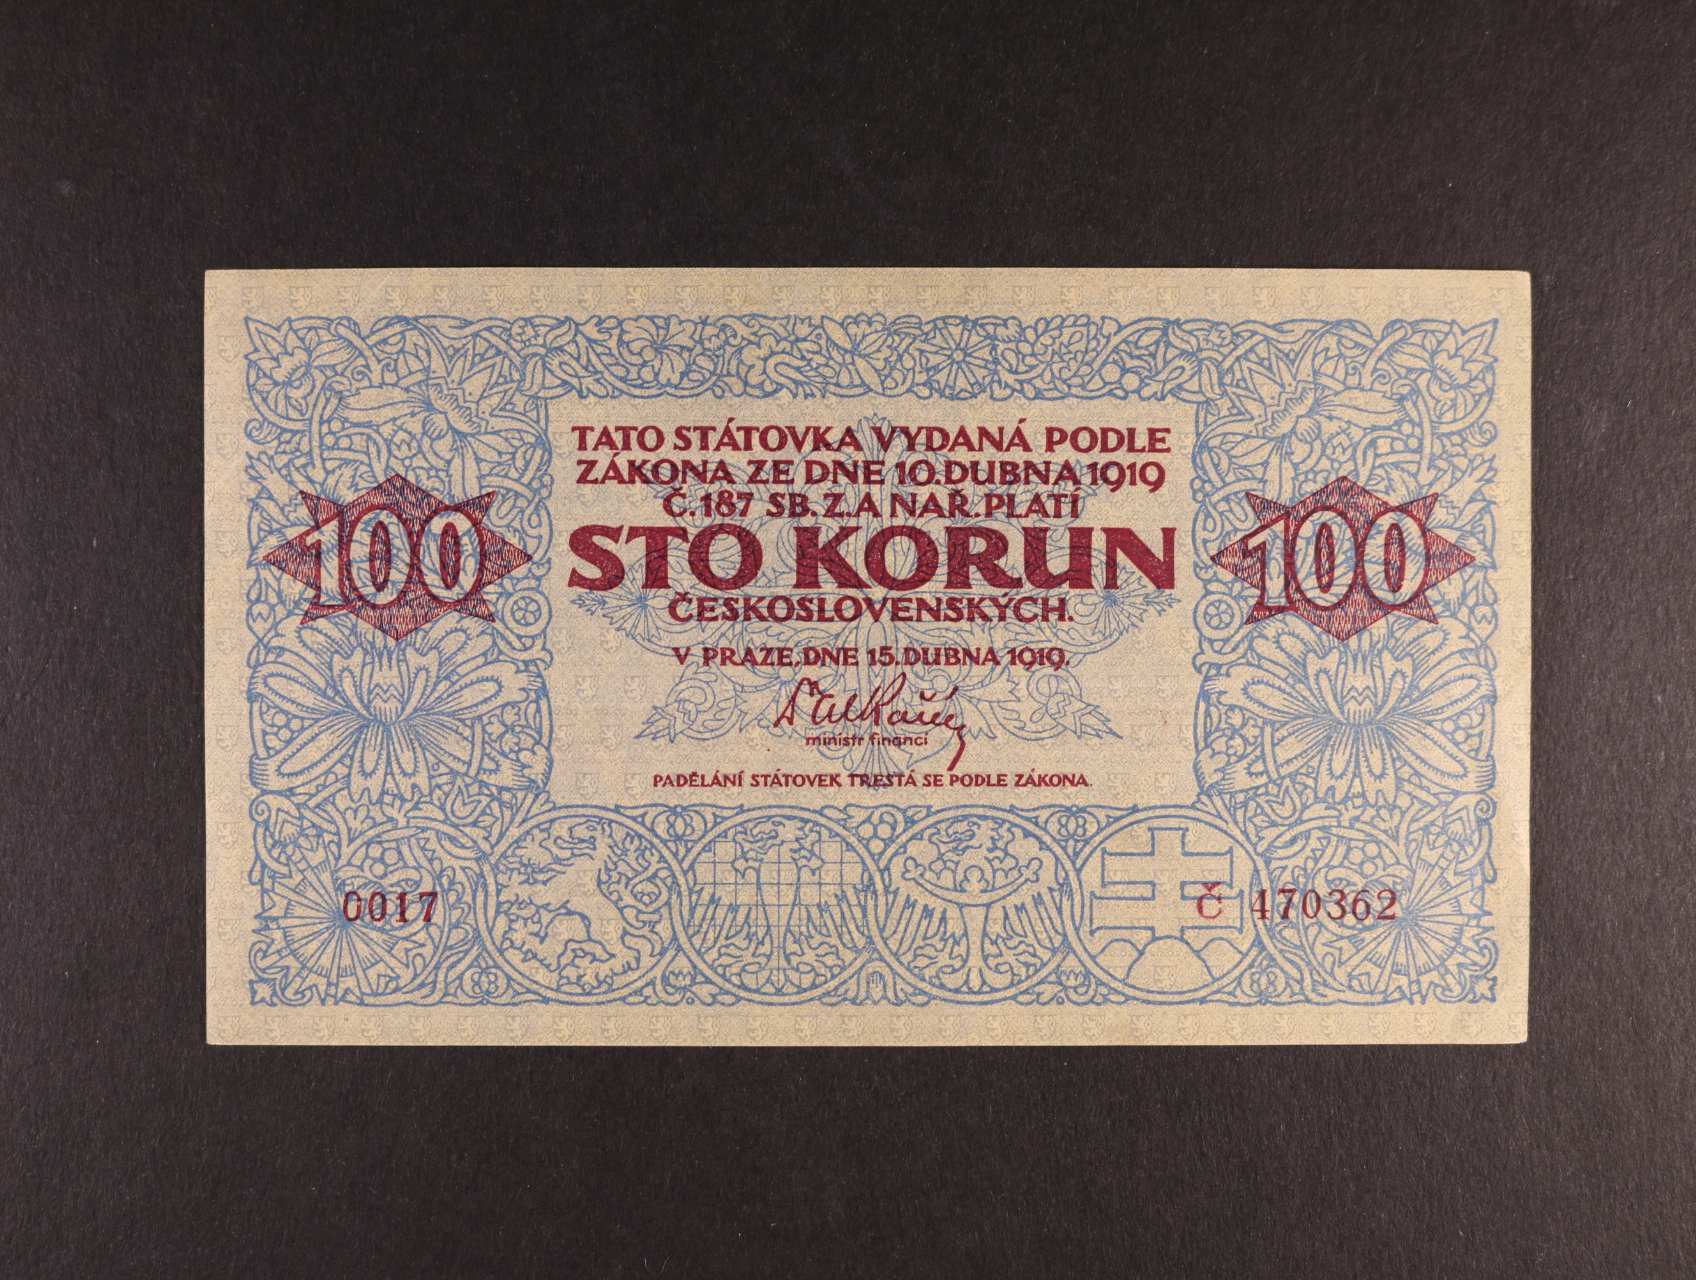 TATO STÁTOVKA VYDANÁ PODLE
ZÁKONA ZE DNE 10. DUBNA 1919
Č. 187 SB. Z. A NAŘ. PLATÍ
100 STO KORUN 100
ČESKOSLOVENSKÝCH.
V PRAZE, DNE 15. DUBNA 1919.
ministr financí
PADĚLÁNÍ STÁTOVEK TRESTÁ SE PODLE ZÁKONA.
0017 Č 470362